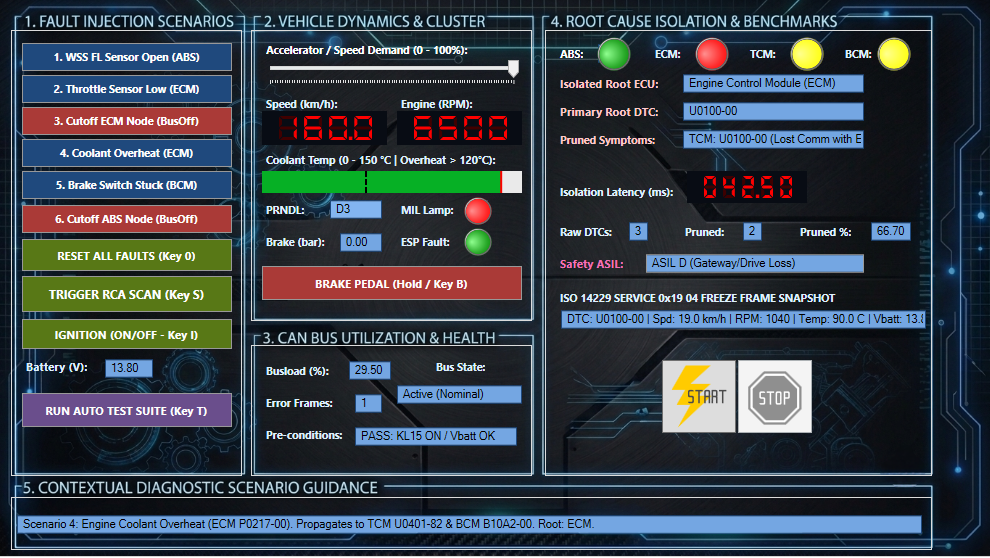 1. FAULT INJECTION SCENARIOS
1. WSS FL Sensor Open (ABS)
2. Throttle Sensor Low (ECM)
3. Cutoff ECM Node (BusOff)
4. Coolant Overheat (ECM)
5. Brake Switch Stuck (BCM)
6. Cutoff ABS Node (BusOff)
RESET ALL FAULTS (Key 0)
TRIGGER RCA SCAN (Key S)
IGNITION (ON/OFF - Key I)
Battery (V): 13.80
RUN AUTO TEST SUITE (Key T)
2. VEHICLE DYNAMICS & CLUSTER
Accelerator / Speed Demand (0 - 100%):
Speed (km/h): Engine (RPM):
160.0 6500
Coolant Temp (0 - 150 °C | Overheat > 120°C):
PRNDL: D3 MIL Lamp:
Brake (bar): 0.00 ESP Fault:
BRAKE PEDAL (Hold / Key B)
3. CAN BUS UTILIZATION & HEALTH
Busload (%): 29.50 Bus State:
Active (Nominal)
Error Frames: 1
Pre-conditions: PASS: KL15 ON / Vbatt OK
4. ROOT CAUSE ISOLATION & BENCHMARKS
ABS: ECM: TCM: BCM:
Isolated Root ECU: Engine Control Module (ECM)
Primary Root DTC: U0100-00
Pruned Symptoms: TCM: U0100-00 (Lost Comm with E
Isolation Latency (ms): 042.50
Raw DTCs: 3 Pruned: 2 Pruned %: 66.70
Safety ASIL: ASIL D (Gateway/Drive Loss)
ISO 14229 SERVICE 0x19 04 FREEZE FRAME SNAPSHOT
DTC: U0100-00 | Spd: 19.0 km/h | RPM: 1040 | Temp: 90.0 C | Vbatt: 13.8
START STOP
5. CONTEXTUAL DIAGNOSTIC SCENARIO GUIDANCE
Scenario 4: Engine Coolant Overheat (ECM P0217-00). Propagates to TCM U0401-82 & BCM B10A2-00. Root: ECM.